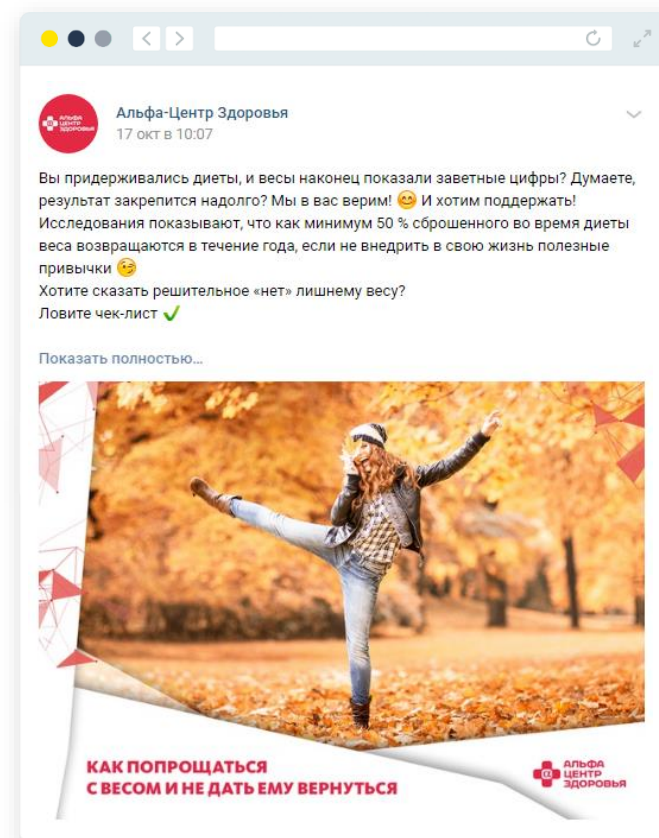 АЛЬФА
ЦЕНТР
ЗДОРОВЬЯ
Альфа-Центр Здоровья
17 окт в 10:07
Вы придерживались диеты, и весы наконец показали заветные цифры? Думаете,
результат закрепится надолго? Мы в вас верим! 😊 И хотим поддержать!
Исследования показывают, что как минимум 50 % сброшенного во время диеты
веса возвращаются в течение года, если не внедрить в свою жизнь полезные
привычки 😉
Хотите сказать решительное «нет» лишнему весу?
Ловите чек-лист ✔
Показать полностью...
КАК ПОПРОЩАТЬСЯ
С ВЕСОМ И НЕ ДАТЬ ЕМУ ВЕРНУТЬСЯ
АЛЬФА
ЦЕНТР
ЗДОРОВЬЯ